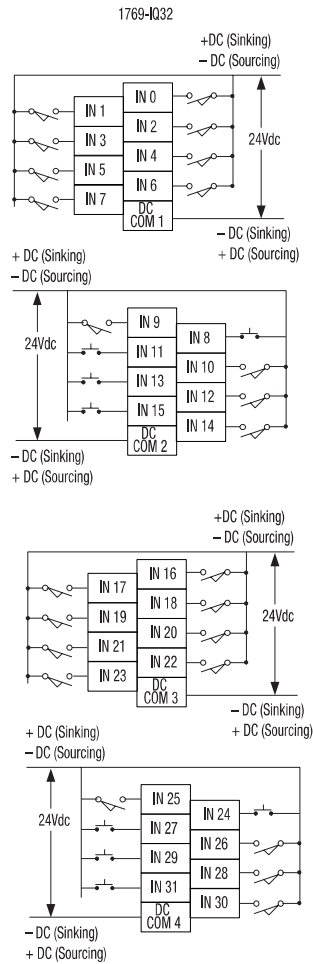 1769-IQ32
+DC (Sinking)
– DC (Sourcing)
IN 0
IN 1
IN 2
IN 3
IN 4
24Vdc
IN 5
IN 6
IN 7
DC
COM 1
– DC (Sinking)
+ DC (Sourcing)
+ DC (Sinking)
– DC (Sourcing)
IN 9
IN 8
24Vdc
IN 11
IN 10
IN 13
IN 12
IN 15
IN 14
DC
COM 2
– DC (Sinking)
+ DC (Sourcing)
+DC (Sinking)
– DC (Sourcing)
IN 16
IN 17
IN 18
IN 19
24Vdc
IN 20
IN 21
IN 22
IN 23
DC
COM 3
– DC (Sinking)
+ DC (Sourcing)
+ DC (Sinking)
– DC (Sourcing)
IN 25
IN 24
24Vdc
IN 27
IN 26
IN 29
IN 28
IN 31
IN 30
DC
COM 4
– DC (Sinking)
+ DC (Sourcing)